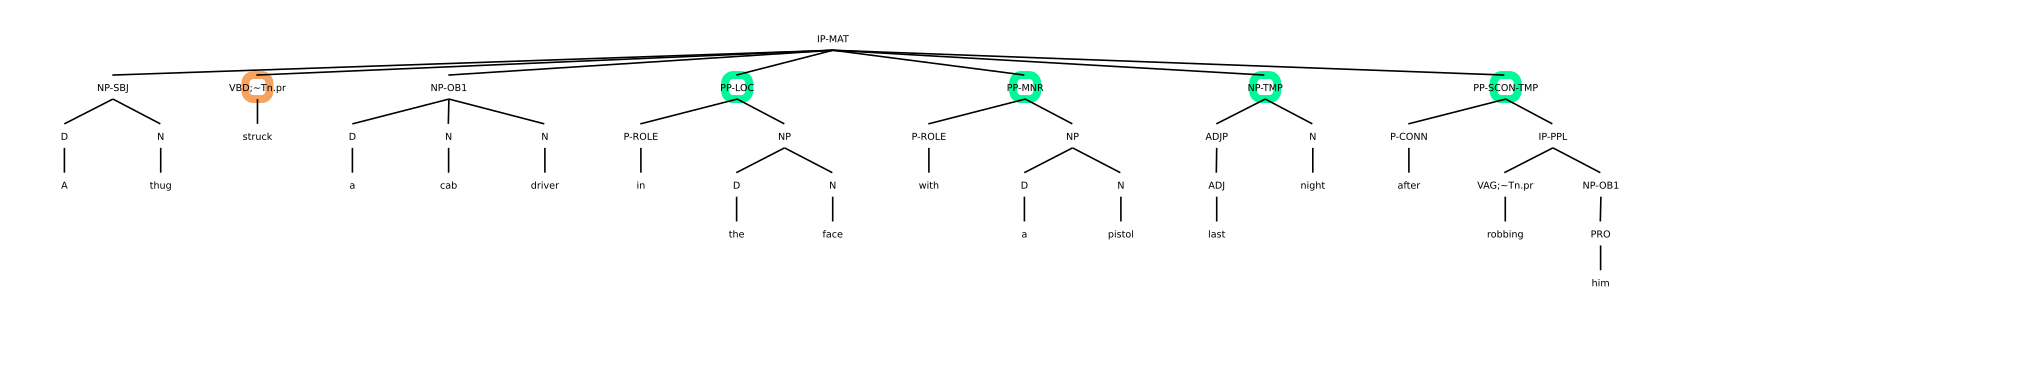 IP-MAT
NP-SBJ VBD;~Tn.pr NP-OB1 PP-LOC PP-MNR NP-TMP PP-SCON-TMP
D N struck D N N P-ROLE NP P-ROLE NP ADJP N P-CONN IP-PPL
A thug a cab driver in D N with D N ADJ night after VAG;~Tn.pr NP-OB1
the face a pistol last robbing PRO
him